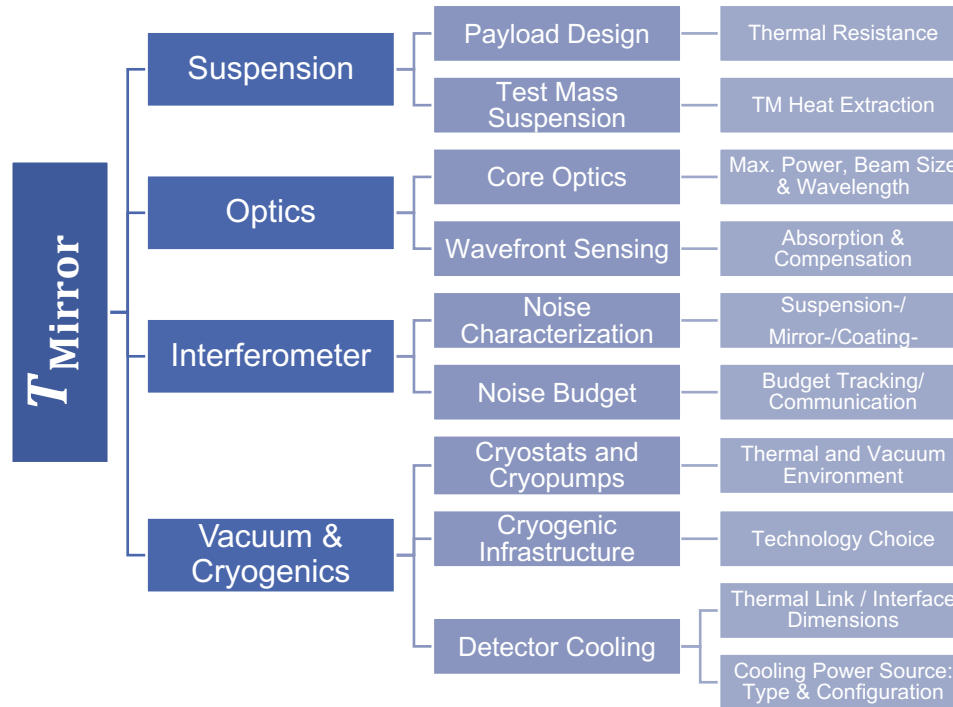 T Mirror
Suspension
Payload Design
Thermal Resistance
Test Mass
Suspension
TM Heat Extraction
Optics
Core Optics
Max. Power, Beam Size
& Wavelength
Wavefront Sensing
Absorption &
Compensation
Interferometer
Noise
Characterization
Suspension-/
Mirror-/Coating-
Noise Budget
Budget Tracking/
Communication
Vacuum &
Cryogenics
Cryostats and
Cryopumps
Thermal and Vacuum
Environment
Cryogenic
Infrastructure
Technology Choice
Detector Cooling
Thermal Link / Interface
Dimensions
Cooling Power Source:
Type & Configuration